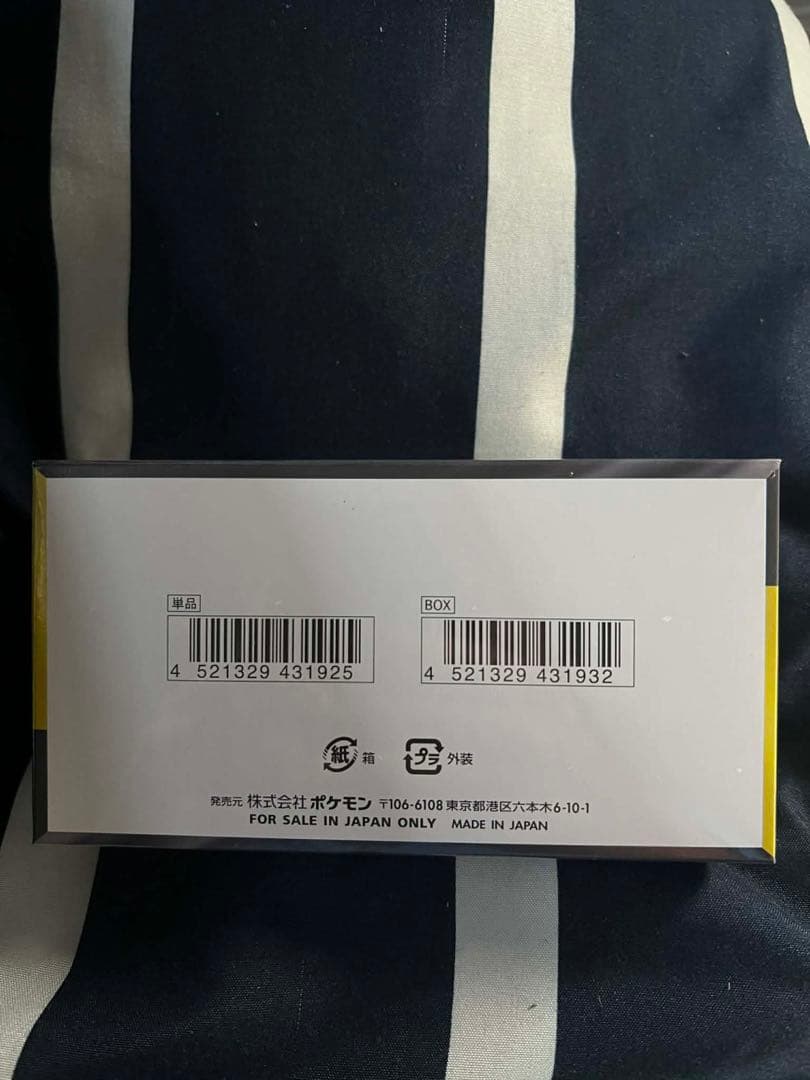 単品
BOX
4 521329 431925
4 521329 431932
紙 箱
プラ 外装
発売元 株式会社 ポケモン 〒106-6108 東京都港区六本木6-10-1
FOR SALE IN JAPAN ONLY MADE IN JAPAN